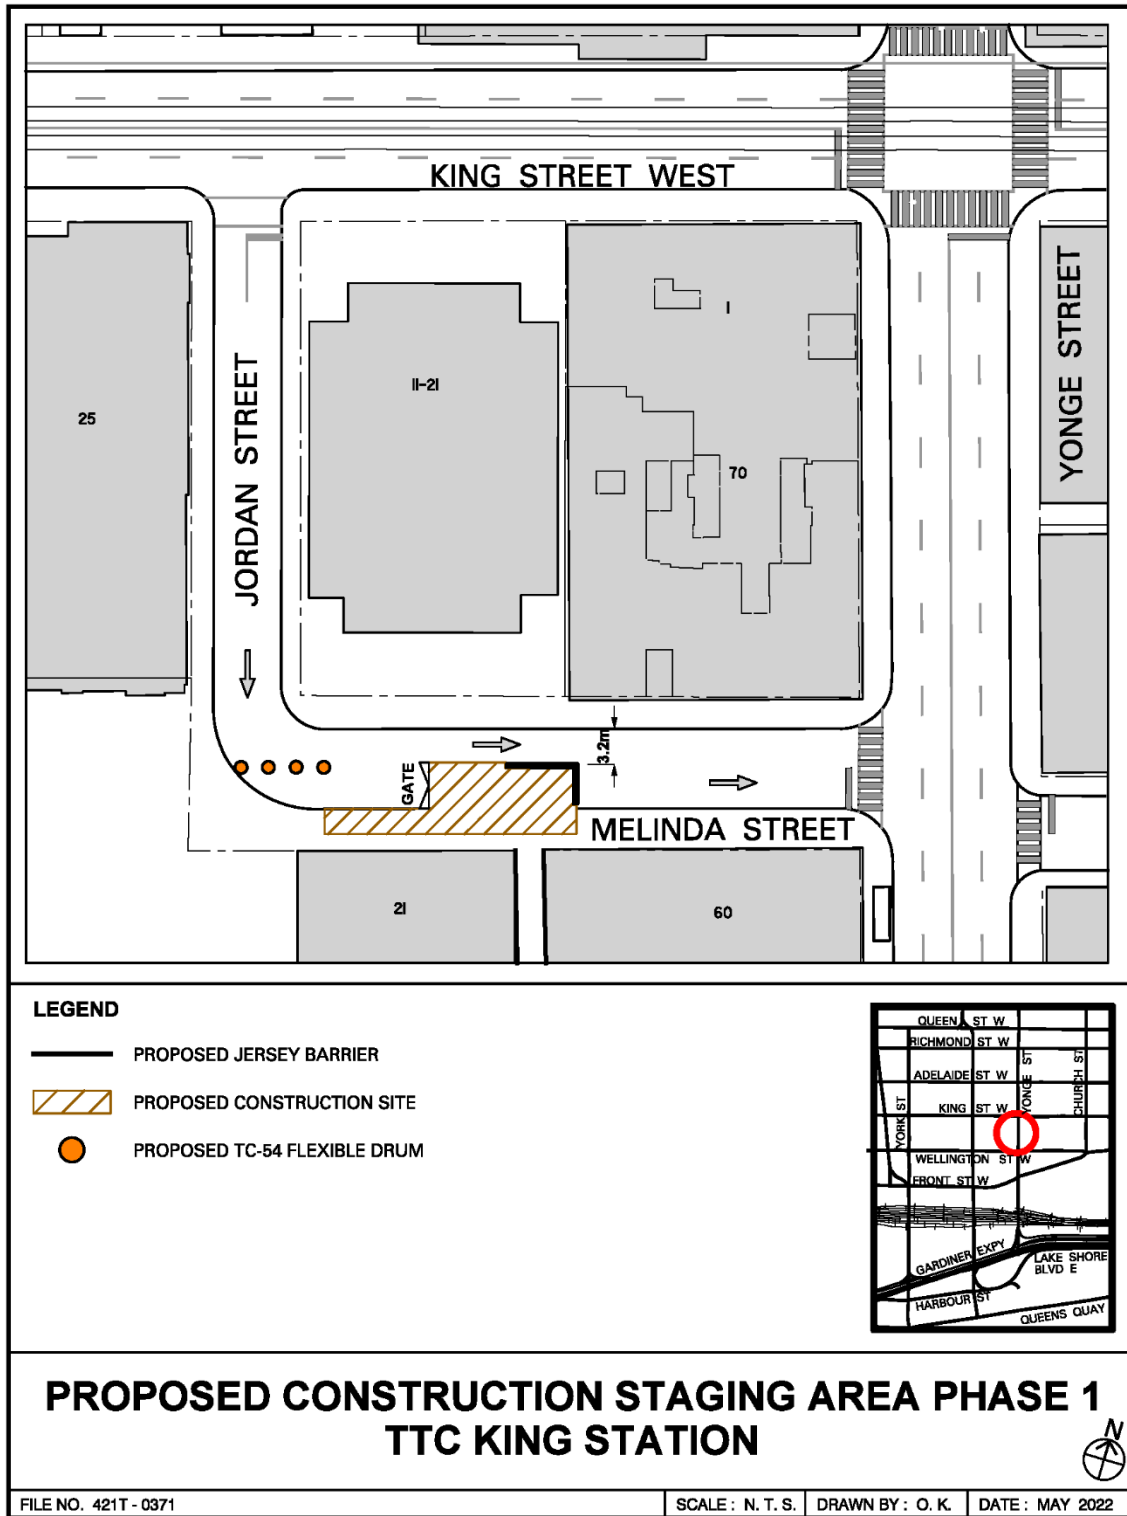 KING STREET WEST
YONGE STREET
JORDAN STREET
25
11-21
1
70
3.2m
GATE
MELINDA STREET
21
60
LEGEND
PROPOSED JERSEY BARRIER
PROPOSED CONSTRUCTION SITE
PROPOSED TC-54 FLEXIBLE DRUM
QUEEN ST W
RICHMOND ST W
ADELAIDE ST W
KING ST W
YORK ST
YONGE ST
CHURCH ST
WELLINGTON ST W
FRONT ST W
GARDINER EXPY
LAKE SHORE
BLVD E
HARBOUR ST
QUEENS QUAY
PROPOSED CONSTRUCTION STAGING AREA PHASE 1
TTC KING STATION
N
FILE NO. 421T - 0371
SCALE : N. T. S.
DRAWN BY : O. K.
DATE : MAY 2022